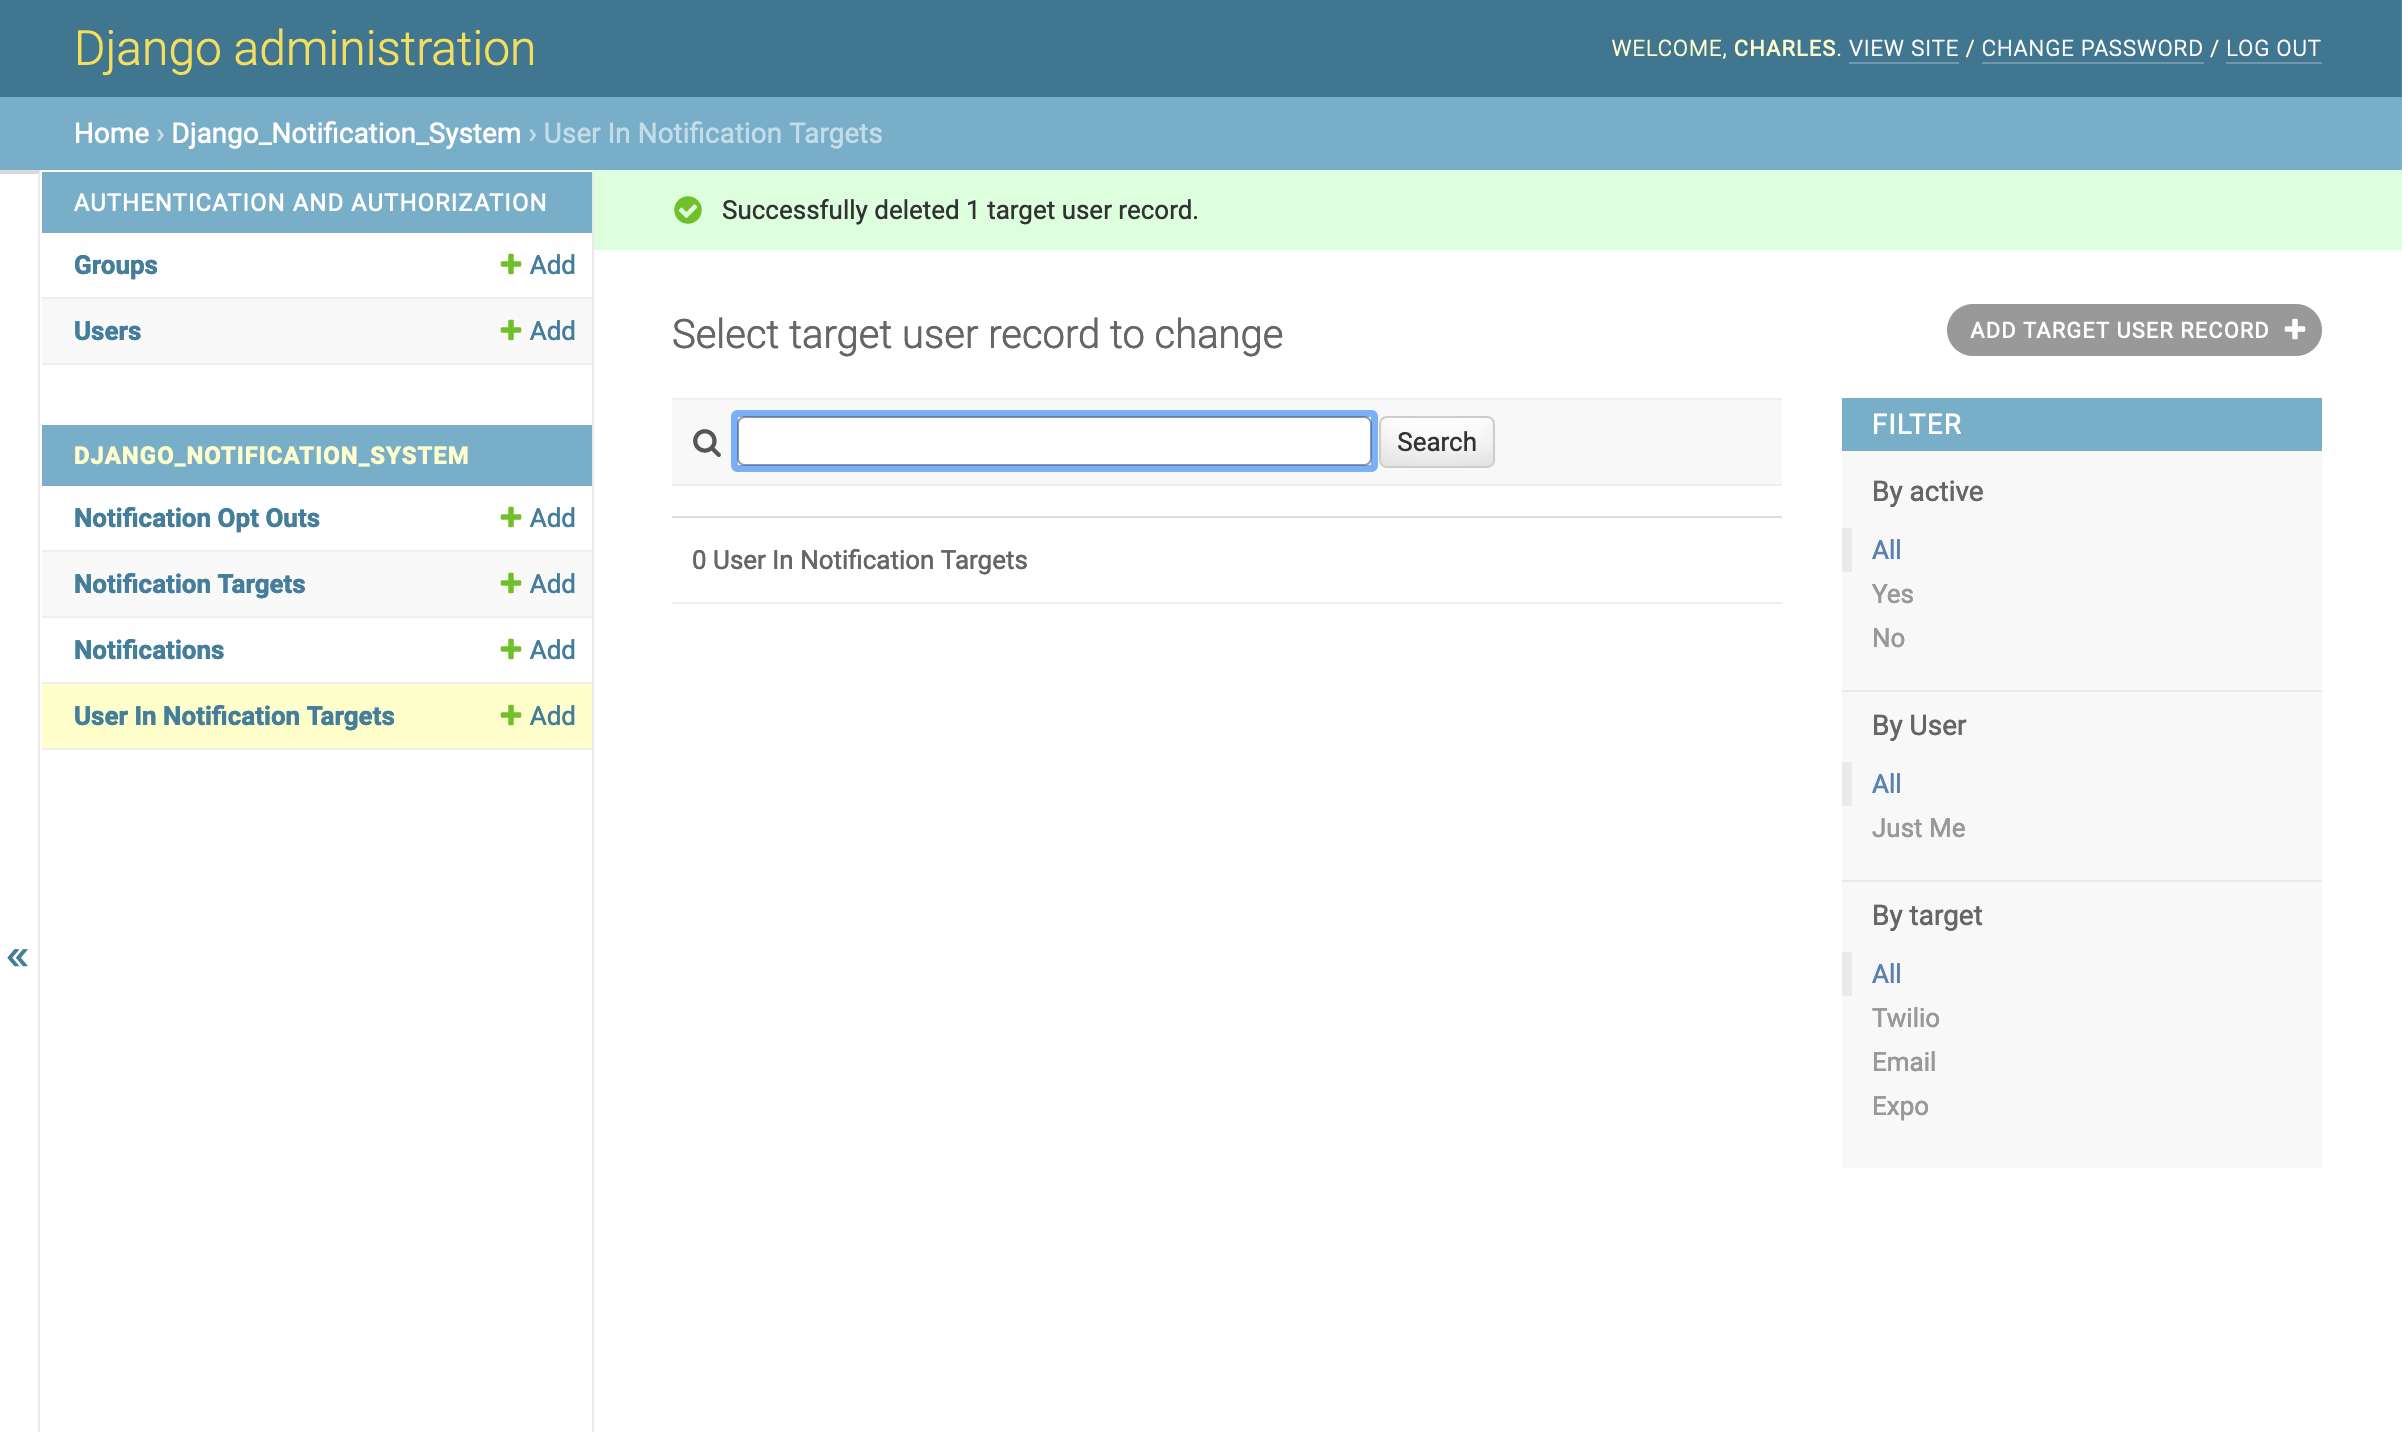 Django administration
WELCOME, CHARLES. VIEW SITE / CHANGE PASSWORD / LOG OUT
Home › Django_Notification_System › User In Notification Targets
AUTHENTICATION AND AUTHORIZATION
Groups + Add
Users + Add
DJANGO_NOTIFICATION_SYSTEM
Notification Opt Outs + Add
Notification Targets + Add
Notifications + Add
User In Notification Targets + Add
«
Successfully deleted 1 target user record.
Select target user record to change
ADD TARGET USER RECORD +
Search
0 User In Notification Targets
FILTER
By active
All
Yes
No
By User
All
Just Me
By target
All
Twilio
Email
Expo